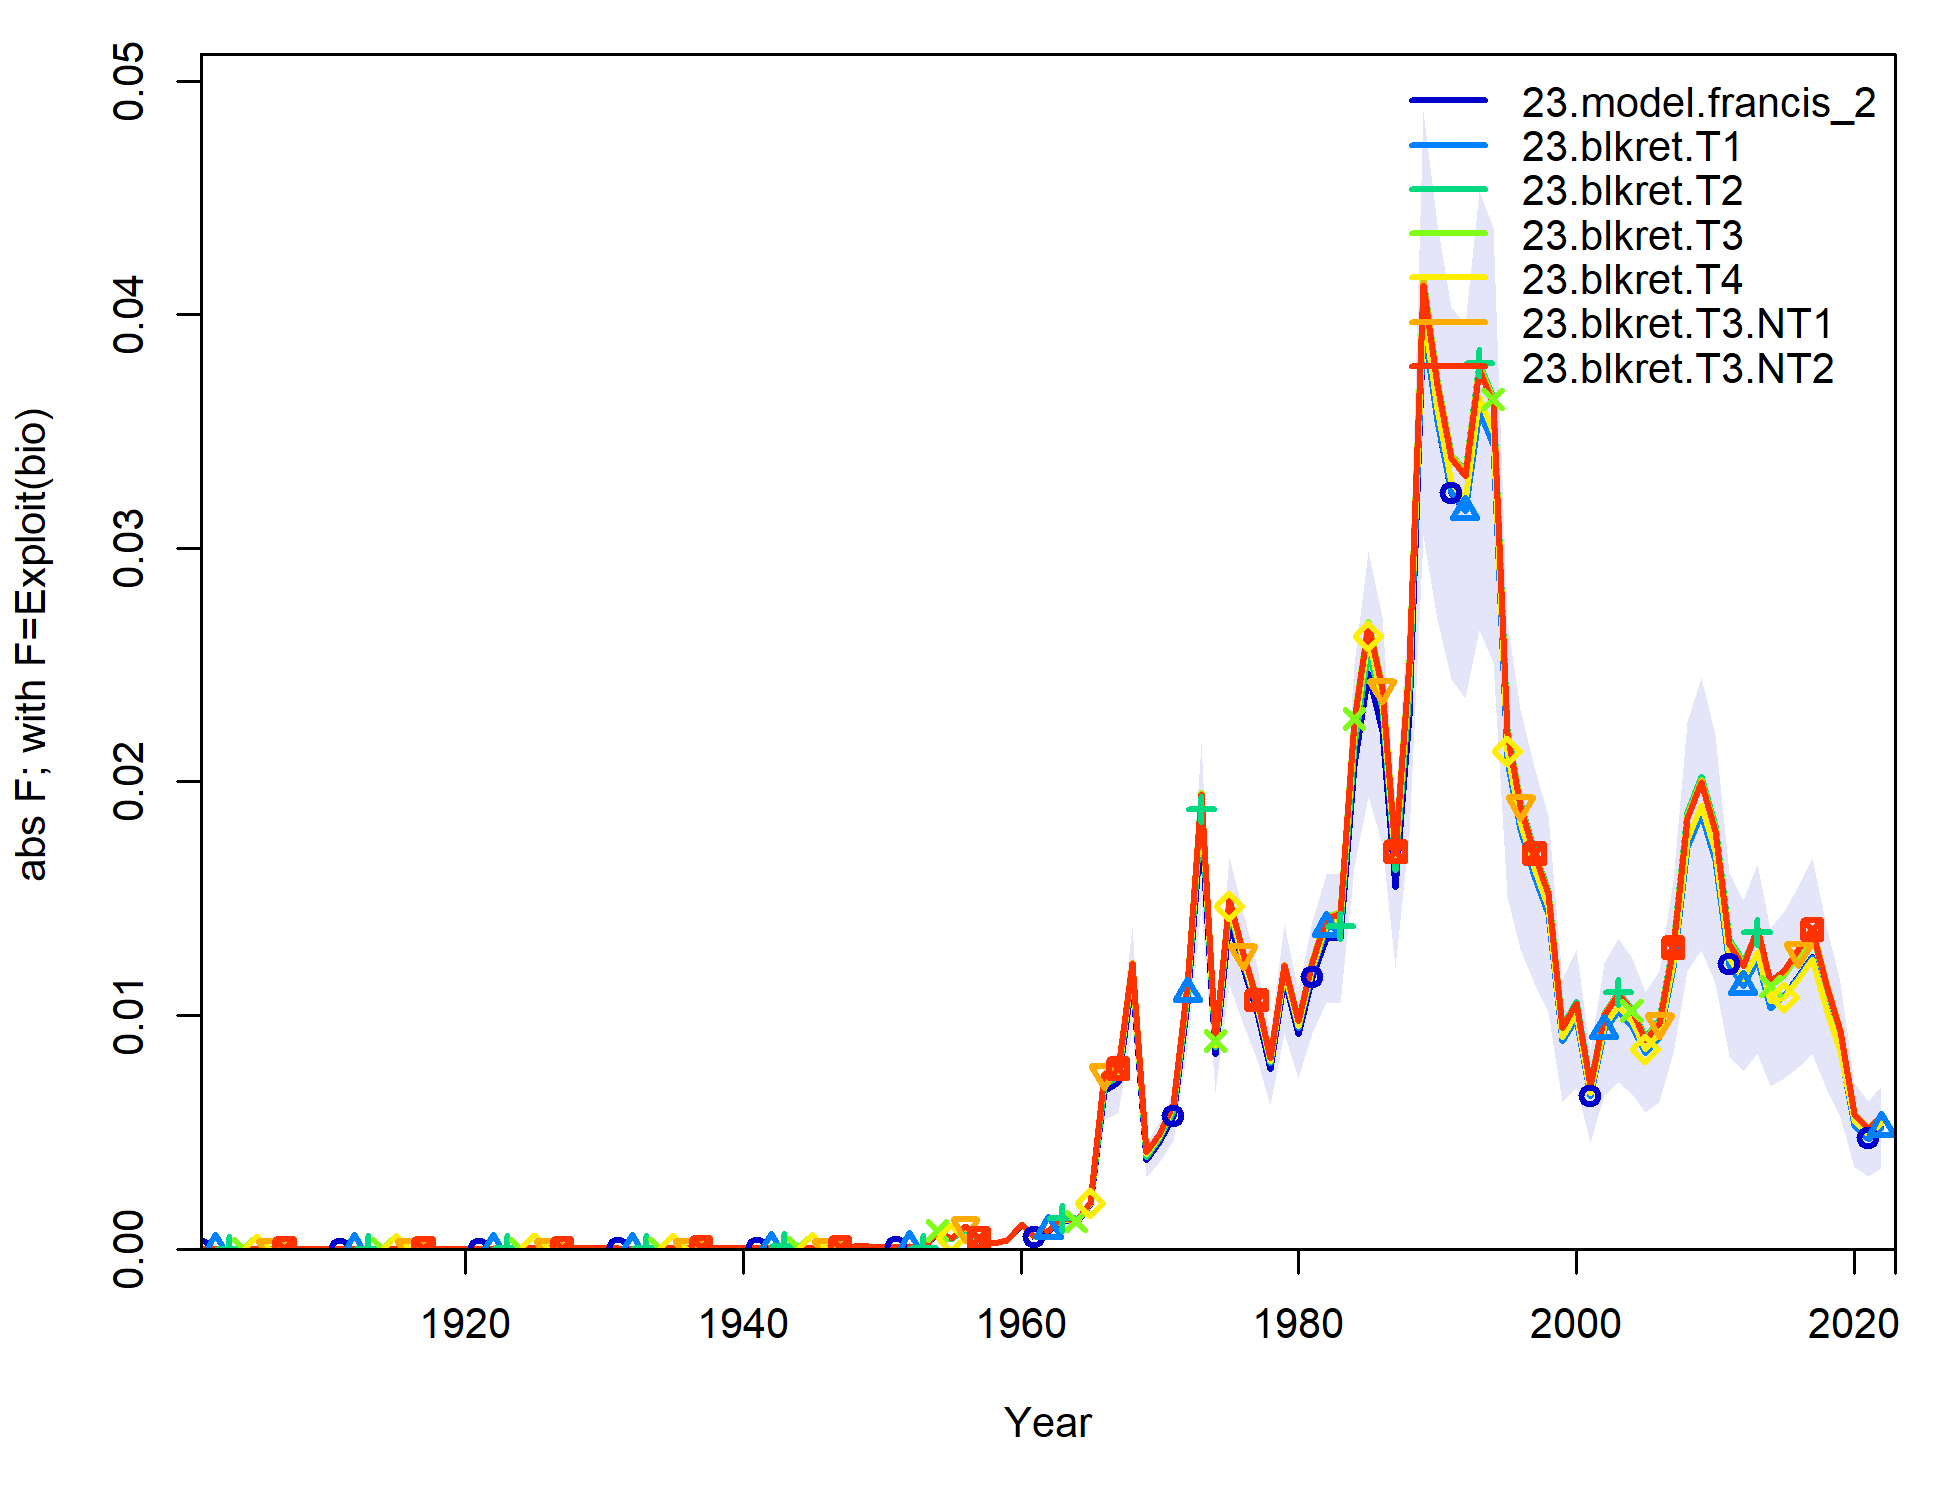 0.05
0.04
0.03
0.02
0.01
0.00
abs F; with F=Exploit(bio)
23.model.francis_2
23.blkret.T1
23.blkret.T2
23.blkret.T3
23.blkret.T4
23.blkret.T3.NT1
23.blkret.T3.NT2
1920 1940 1960 1980 2000 2020
Year